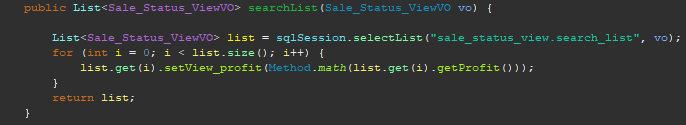 public List<Sale_Status_ViewVO> searchList(Sale_Status_ViewVO vo) {
List<Sale_Status_ViewVO> list = sqlSession.selectList("sale_status_view.search_list", vo);
for (int i = 0; i < list.size(); i++) {
list.get(i).setView_profit(Method.math(list.get(i).getProfit()));
}
return list;
}